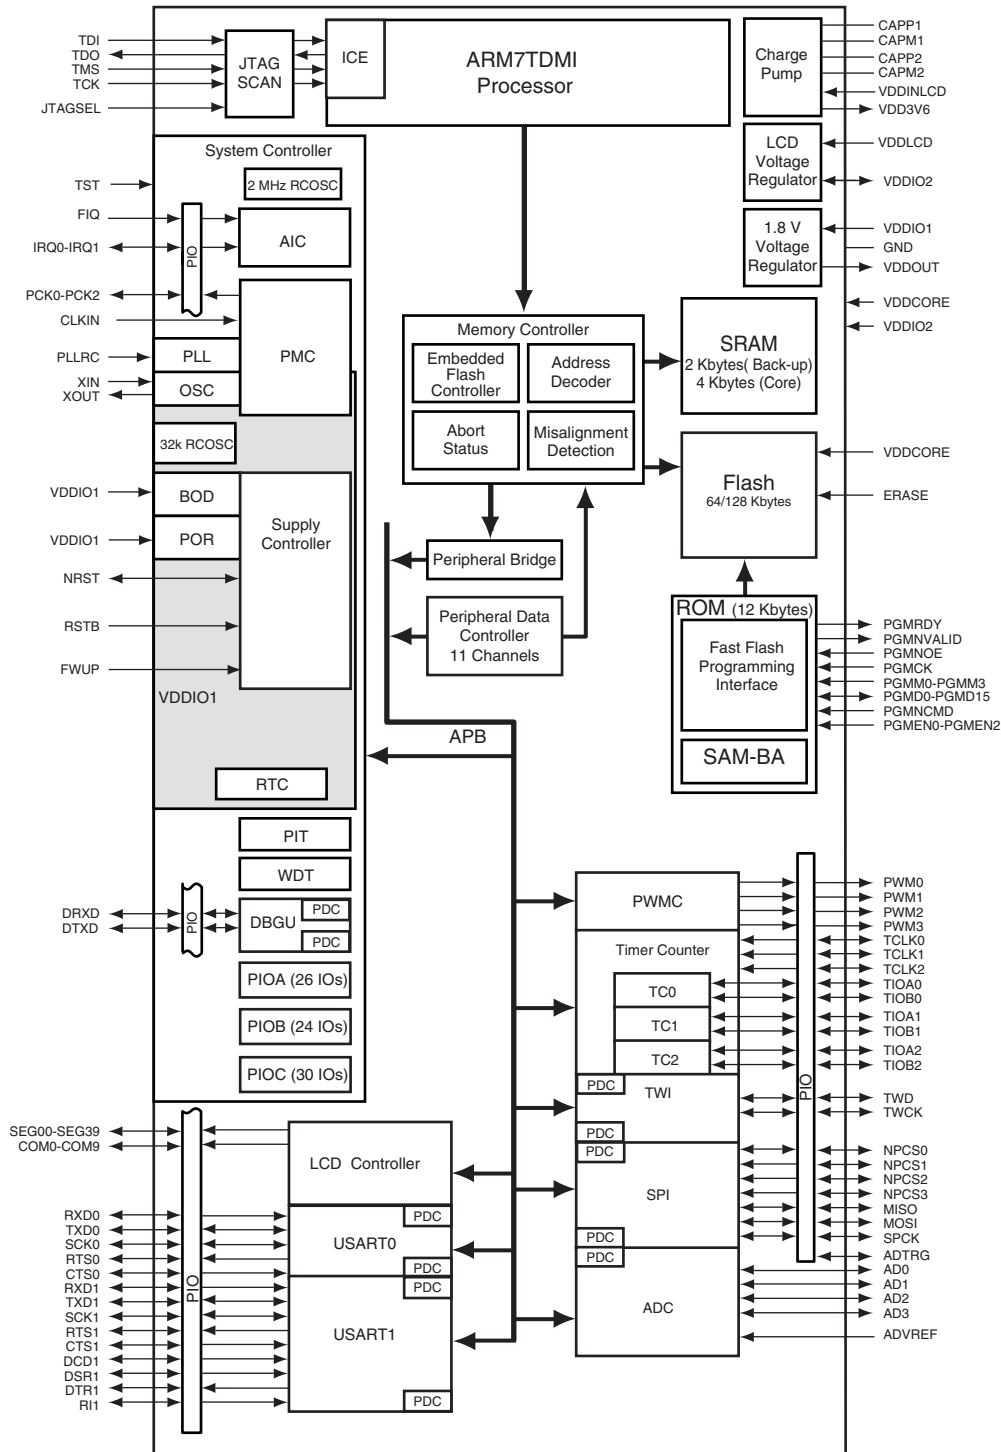 TDI
TDO
TMS
TCK
JTAGSEL
JTAG
SCAN
ICE
ARM7TDMI
Processor
Charge
Pump
CAPP1
CAPM1
CAPP2
CAPM2
VDDINLCD
VDD3V6
LCD
Voltage
Regulator
VDDLCD
VDDIO2
1.8 V
Voltage
Regulator
VDDIO1
GND
VDDOUT
VDDCORE
VDDIO2
System Controller
2 MHz RCOSC
TST
FIQ
IRQ0-IRQ1
PIO
AIC
PCK0-PCK2
CLKIN
PMC
PLLRC
PLL
XIN
XOUT
OSC
32k RCOSC
VDDIO1
BOD
VDDIO1
POR
Supply
Controller
NRST
RSTB
FWUP
VDDIO1
RTC
Memory Controller
Embedded
Flash
Controller
Address
Decoder
Abort
Status
Misalignment
Detection
SRAM
2 Kbytes( Back-up)
4 Kbytes (Core)
Flash
64/128 Kbytes
VDDCORE
ERASE
Peripheral Bridge
Peripheral Data
Controller
11 Channels
ROM (12 Kbytes)
Fast Flash
Programming
Interface
SAM-BA
PGMRDY
PGMNVALID
PGMNOE
PGMCK
PGMM0-PGMM3
PGMD0-PGMD15
PGMNCMD
PGMEN0-PGMEN2
APB
PIT
WDT
DRXD
DTXD
PIO
DBGU
PDC
PDC
PIOA (26 IOs)
PIOB (24 IOs)
PIOC (30 IOs)
SEG00-SEG39
COM0-COM9
LCD Controller
RXD0
TXD0
SCK0
RTS0
CTS0
RXD1
TXD1
SCK1
RTS1
CTS1
DCD1
DSR1
DTR1
RI1
PIO
PDC
USART0
PDC
PDC
USART1
PDC
PWMC
Timer Counter
TC0
TC1
TC2
PDC
TWI
PDC
PDC
SPI
PDC
PDC
ADC
PIO
PWM0
PWM1
PWM2
PWM3
TCLK0
TCLK1
TCLK2
TIOA0
TIOB0
TIOA1
TIOB1
TIOA2
TIOB2
TWD
TWCK
NPCS0
NPCS1
NPCS2
NPCS3
MISO
MOSI
SPCK
ADTRG
AD0
AD1
AD2
AD3
ADVREF